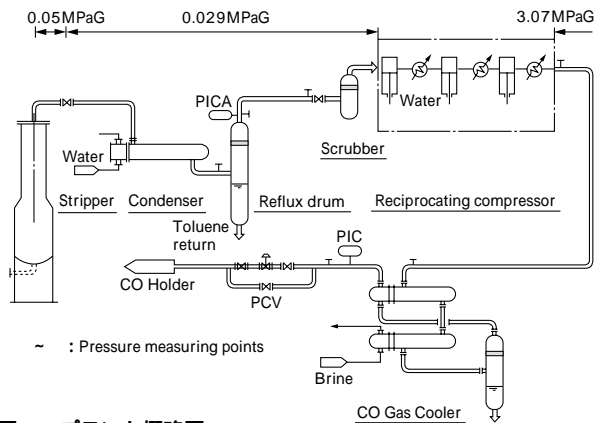 0.05MPaG
0.029MPaG
3.07MPaG
PICA
Water
Scrubber
Water
Stripper
Condenser
Reflux drum
Reciprocating compressor
Toluene
return
PIC
CO Holder
PCV
~ : Pressure measuring points
Brine
CO Gas Cooler